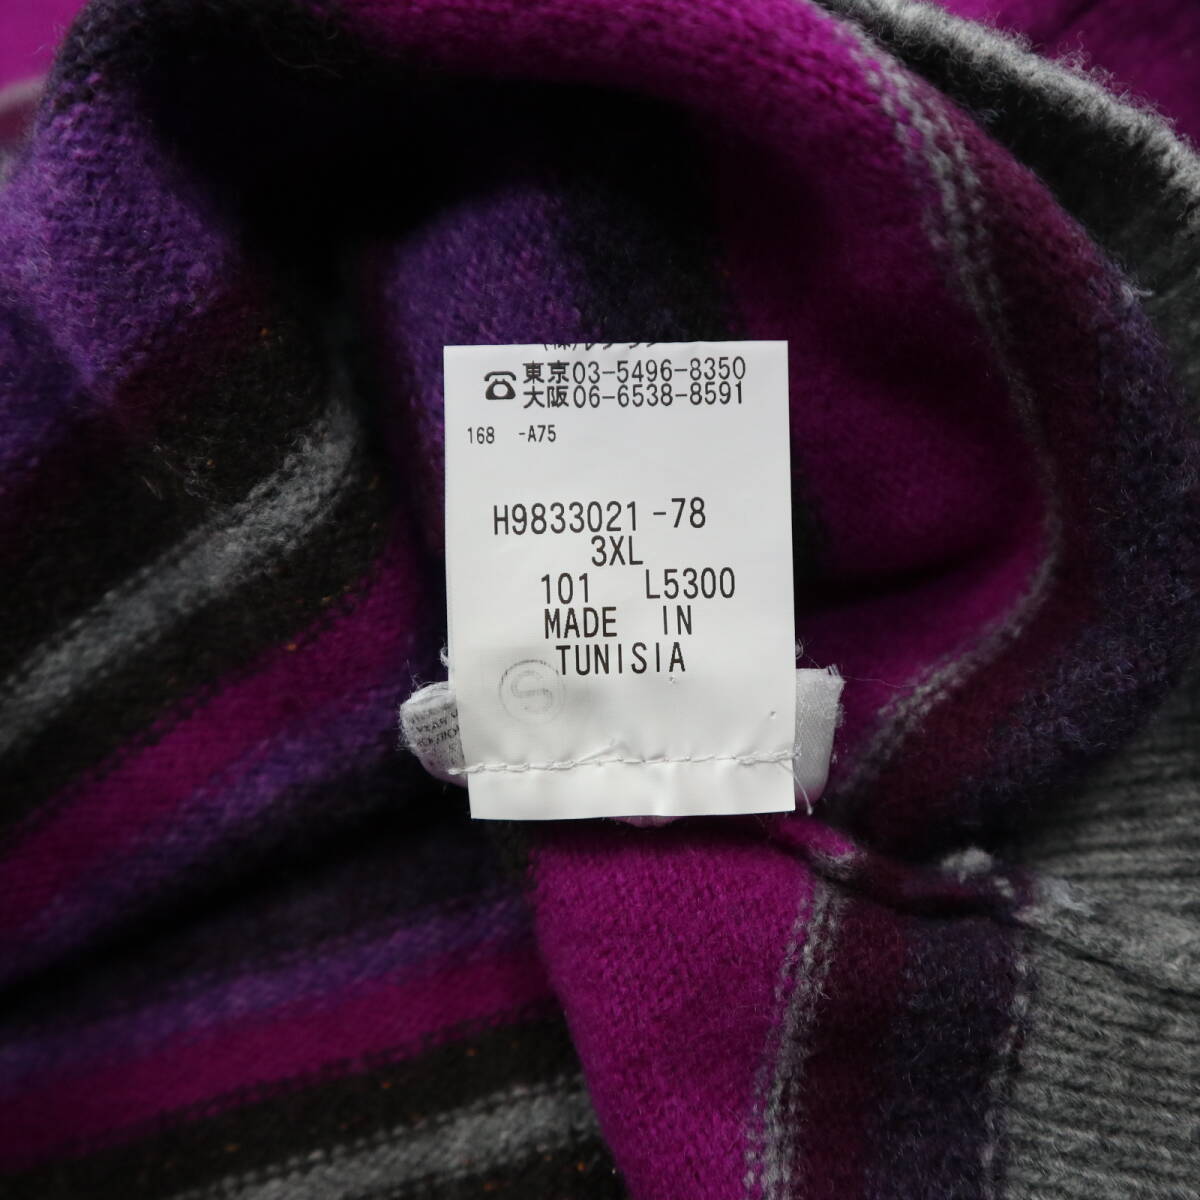 東京03-5496-8350
大阪06-6538-8591
168 -A75
H9833021-78
3XL
101 L5300
MADE IN
TUNISIA
S